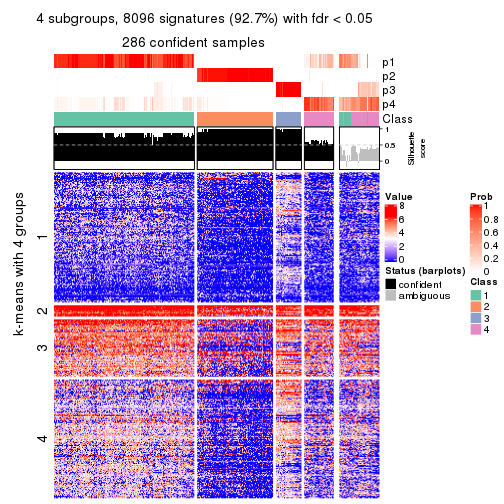 4 subgroups, 8096 signatures (92.7%) with fdr < 0.05
286 confident samples
p1
p2
p3
p4
Class
1
0.5
0
Silhouette
score
k-means with 4 groups
1
2
3
4
Value
8
6
4
2
0
Status (barplots)
confident
ambiguous
Prob
1
0.8
0.6
0.4
0.2
0
Class
1
2
3
4